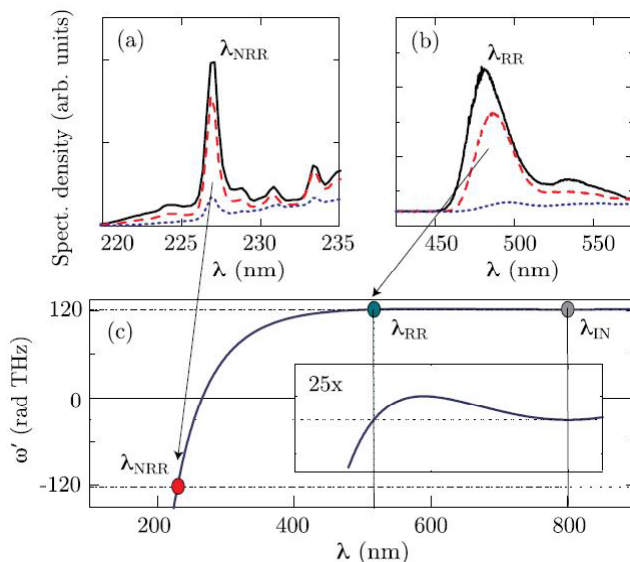 (a)
λNRR
Spect. density (arb. units)
220 225 230 235
λ (nm)
(b)
λRR
450 500 550
λ (nm)
(c)
120
0
-120
ω′ (rad THz)
λRR
λIN
25x
λNRR
200 400 600 800
λ (nm)